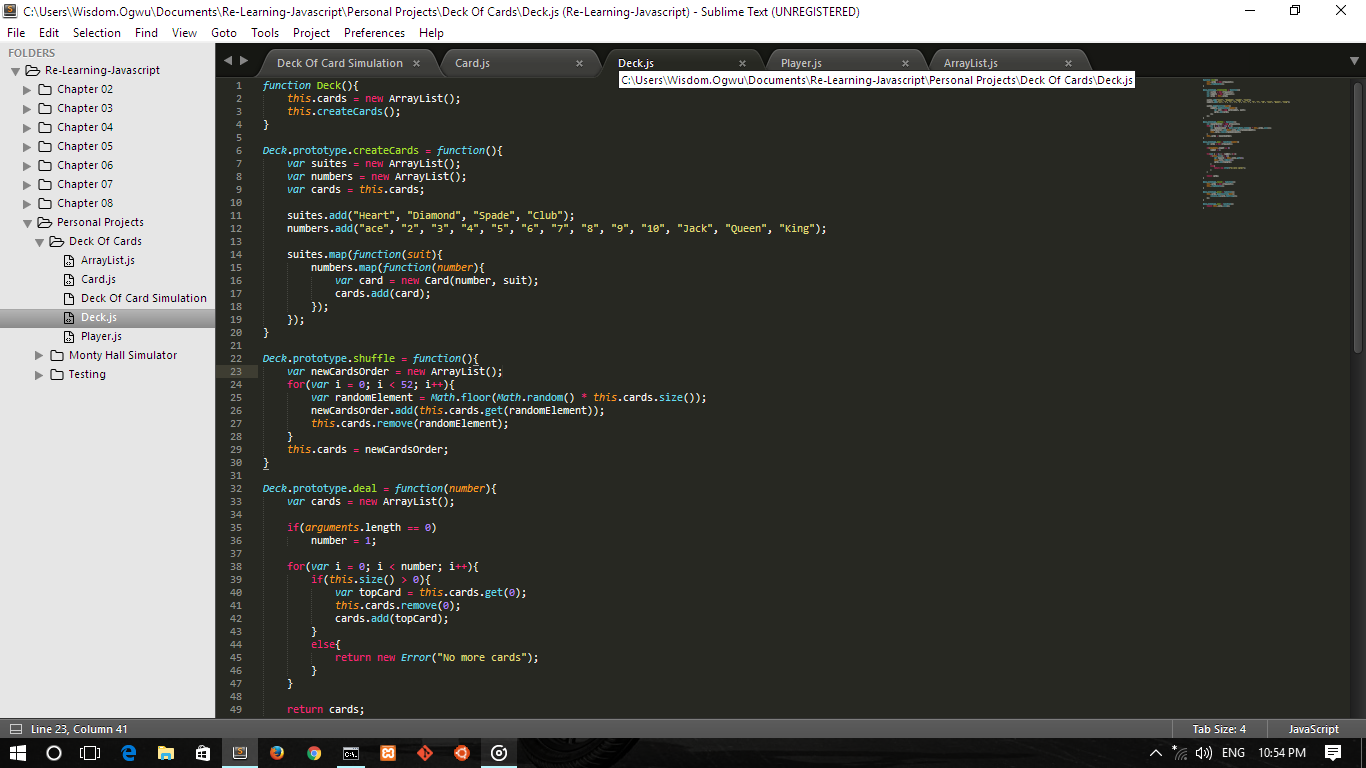 C:\Users\Wisdom.Ogwu\Documents\Re-Learning-Javascript\Personal Projects\Deck Of Cards\Deck.js (Re-Learning-Javascript) - Sublime Text (UNREGISTERED)
File Edit Selection Find View Goto Tools Project Preferences Help
FOLDERS
Re-Learning-Javascript
Chapter 02
Chapter 03
Chapter 04
Chapter 05
Chapter 06
Chapter 07
Chapter 08
Personal Projects
Deck Of Cards
ArrayList.js
Card.js
Deck Of Card Simulation
Deck.js
Player.js
Monty Hall Simulator
Testing
Deck Of Card Simulation × Card.js × Deck.js × Player.js × ArrayList.js ×
C:\Users\Wisdom.Ogwu\Documents\Re-Learning-Javascript\Personal Projects\Deck Of Cards\Deck.js
1 function Deck(){
2 this.cards = new ArrayList();
3 this.createCards();
4 }
5
6 Deck.prototype.createCards = function(){
7 var suites = new ArrayList();
8 var numbers = new ArrayList();
9 var cards = this.cards;
10
11 suites.add("Heart", "Diamond", "Spade", "Club");
12 numbers.add("ace", "2", "3", "4", "5", "6", "7", "8", "9", "10", "Jack", "Queen", "King");
13
14 suites.map(function(suit){
15 numbers.map(function(number){
16 var card = new Card(number, suit);
17 cards.add(card);
18 });
19 });
20 }
21
22 Deck.prototype.shuffle = function(){
23 var newCardsOrder = new ArrayList();
24 for(var i = 0; i < 52; i++){
25 var randomElement = Math.floor(Math.random() * this.cards.size());
26 newCardsOrder.add(this.cards.get(randomElement));
27 this.cards.remove(randomElement);
28 }
29 this.cards = newCardsOrder;
30 }
31
32 Deck.prototype.deal = function(number){
33 var cards = new ArrayList();
34
35 if(arguments.length == 0)
36 number = 1;
37
38 for(var i = 0; i < number; i++){
39 if(this.size() > 0){
40 var topCard = this.cards.get(0);
41 this.cards.remove(0);
42 cards.add(topCard);
43 }
44 else{
45 return new Error("No more cards");
46 }
47 }
48
49 return cards;
Line 23, Column 41 Tab Size: 4 JavaScript
ENG 10:54 PM